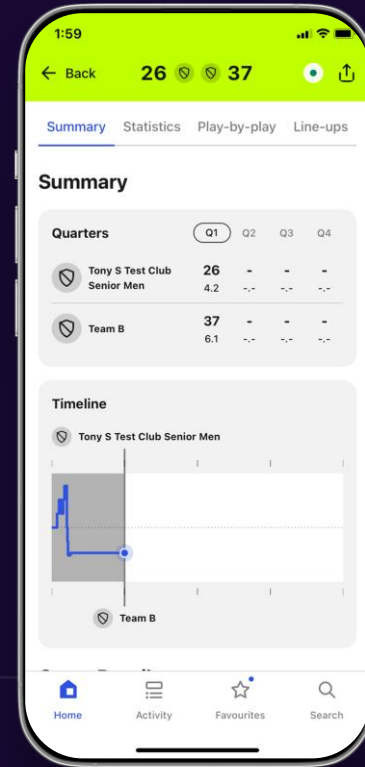 1:59
Back 26 37
Summary Statistics Play-by-play Line-ups
Summary
Quarters Q1 Q2 Q3 Q4
Tony S Test Club
Senior Men
26 - - -
4.2 -.- -.- -.-
Team B
37 - - -
6.1 -.- -.- -.-
Timeline
Tony S Test Club Senior Men
Team B
Home Activity Favourites Search